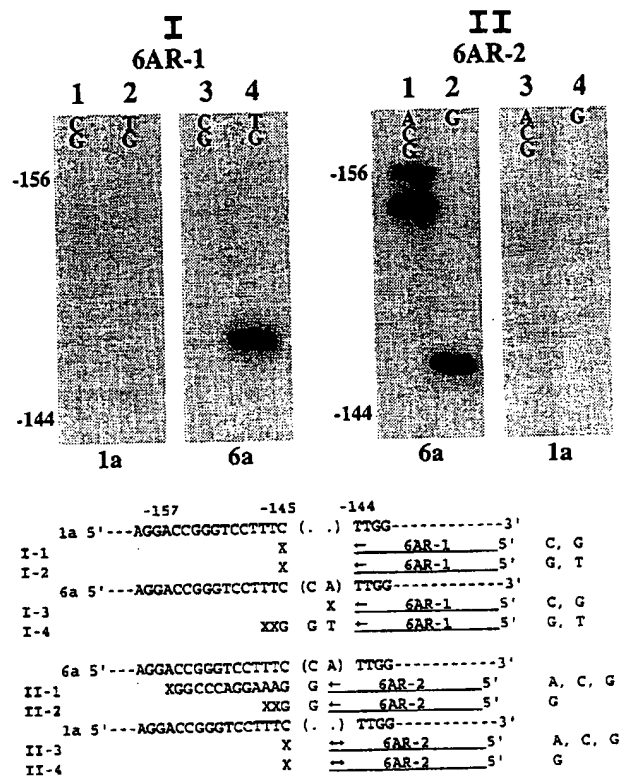 I
6AR-1
1 2 3 4
C T C T
G G G G
-156
-144
1a 6a
II
6AR-2
1 2 3 4
A G A G
C C
G G
-156
-144
6a 1a
-157 -145 -144
1a 5'---AGGACCGGGTCCTTTC (. .) TTGG------------3'
I-1 X ← 6AR-1 5' C, G
I-2 X ← 6AR-1 5' G, T
6a 5'---AGGACCGGGTCCTTTC (C A) TTGG------------3'
I-3 X ← 6AR-1 5' C, G
I-4 XXG G T ← 6AR-1 5' G, T
6a 5'---AGGACCGGGTCCTTTC (C A) TTGG------------3'
II-1 XGGCCCAGGAAAG G ← 6AR-2 5' A, C, G
II-2 XXG G ← 6AR-2 5' G
1a 5'---AGGACCGGGTCCTTTC (. .) TTGG------------3'
II-3 X ↔ 6AR-2 5' A, C, G
II-4 X ↔ 6AR-2 5' G